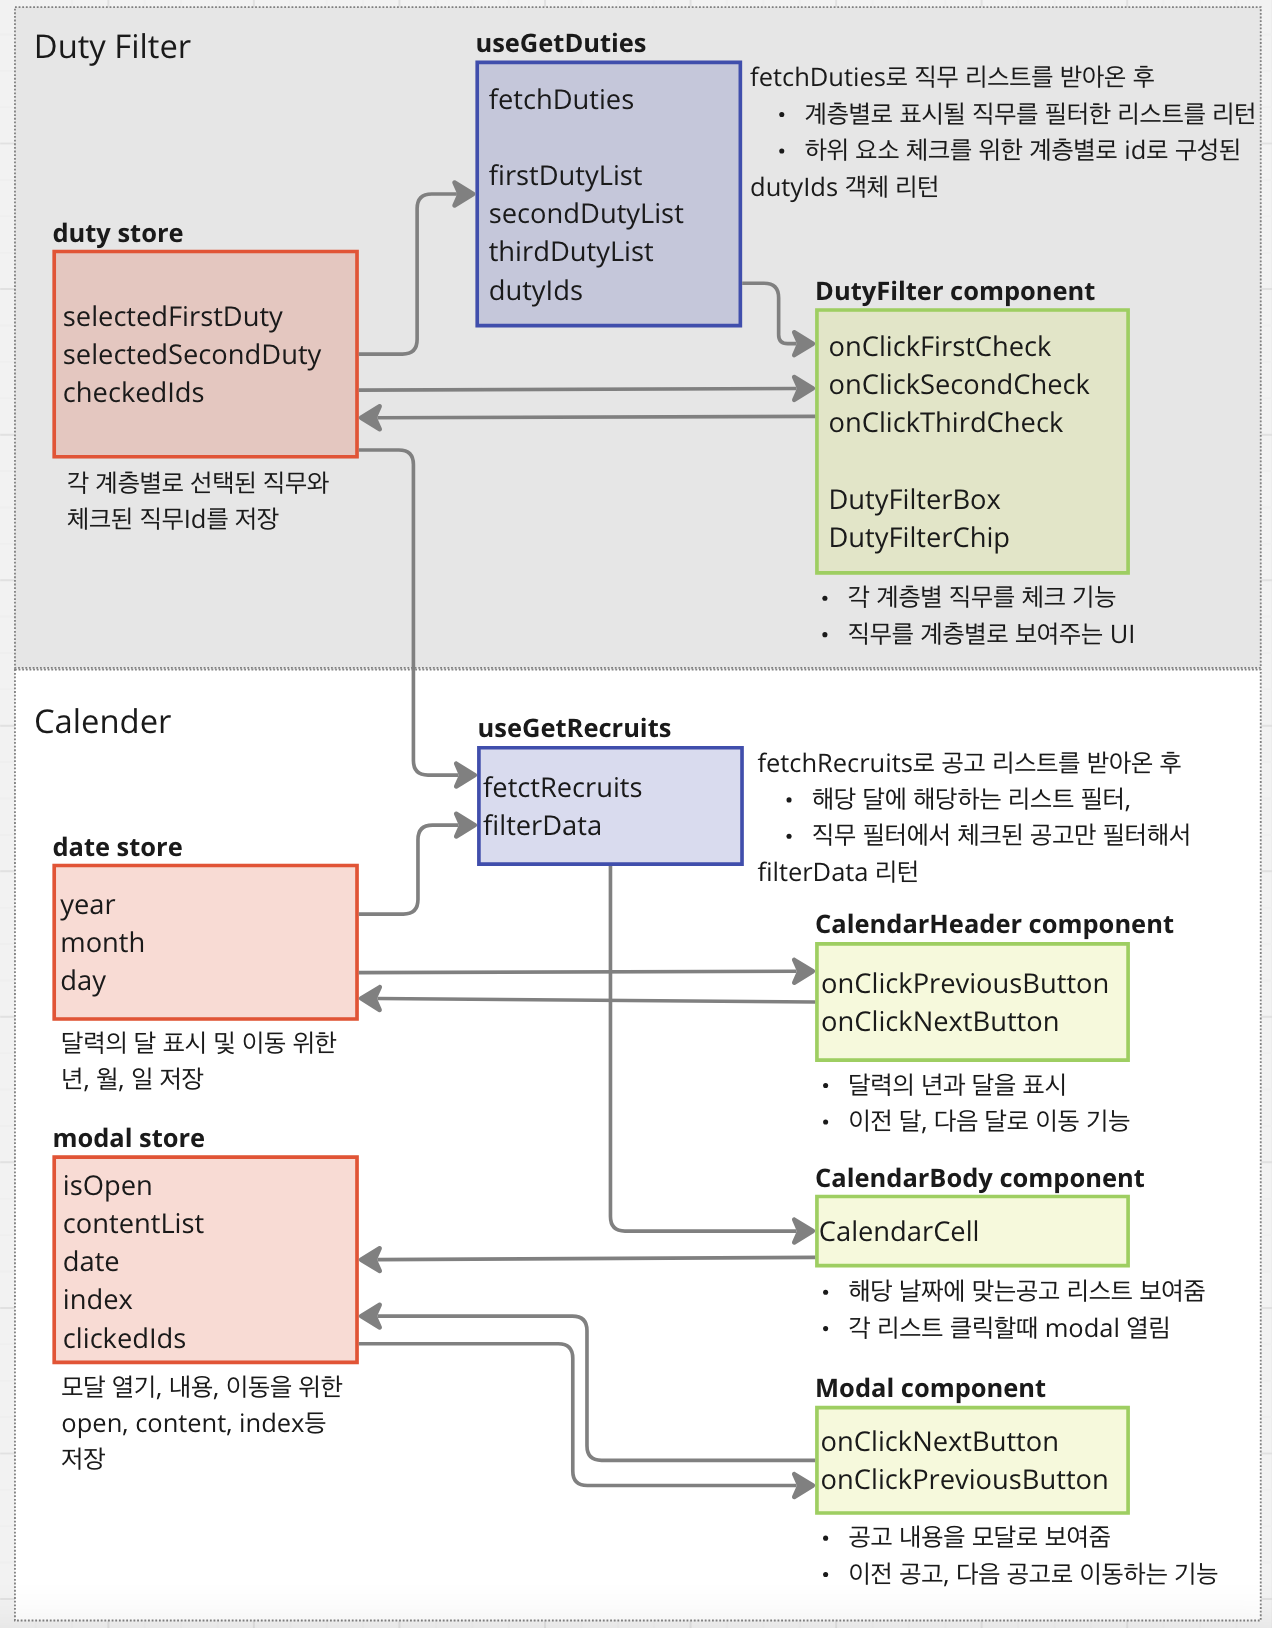 Duty Filter
useGetDuties
fetchDuties
firstDutyList
secondDutyList
thirdDutyList
dutyIds
fetchDuties로 직무 리스트를 받아온 후
• 계층별로 표시될 직무를 필터한 리스트를 리턴
• 하위 요소 체크를 위한 계층별로 id로 구성된
dutyIds 객체 리턴
duty store
selectedFirstDuty
selectedSecondDuty
checkedIds
각 계층별로 선택된 직무와
체크된 직무Id를 저장
DutyFilter component
onClickFirstCheck
onClickSecondCheck
onClickThirdCheck
DutyFilterBox
DutyFilterChip
• 각 계층별 직무를 체크 기능
• 직무를 계층별로 보여주는 UI
Calender
useGetRecruits
fetctRecruits
filterData
fetchRecruits로 공고 리스트를 받아온 후
• 해당 달에 해당하는 리스트 필터,
• 직무 필터에서 체크된 공고만 필터해서
filterData 리턴
date store
year
month
day
달력의 달 표시 및 이동 위한
년, 월, 일 저장
CalendarHeader component
onClickPreviousButton
onClickNextButton
• 달력의 년과 달을 표시
• 이전 달, 다음 달로 이동 기능
modal store
isOpen
contentList
date
index
clickedIds
모달 열기, 내용, 이동을 위한
open, content, index등
저장
CalendarBody component
CalendarCell
• 해당 날짜에 맞는공고 리스트 보여줌
• 각 리스트 클릭할때 modal 열림
Modal component
onClickNextButton
onClickPreviousButton
• 공고 내용을 모달로 보여줌
• 이전 공고, 다음 공고로 이동하는 기능